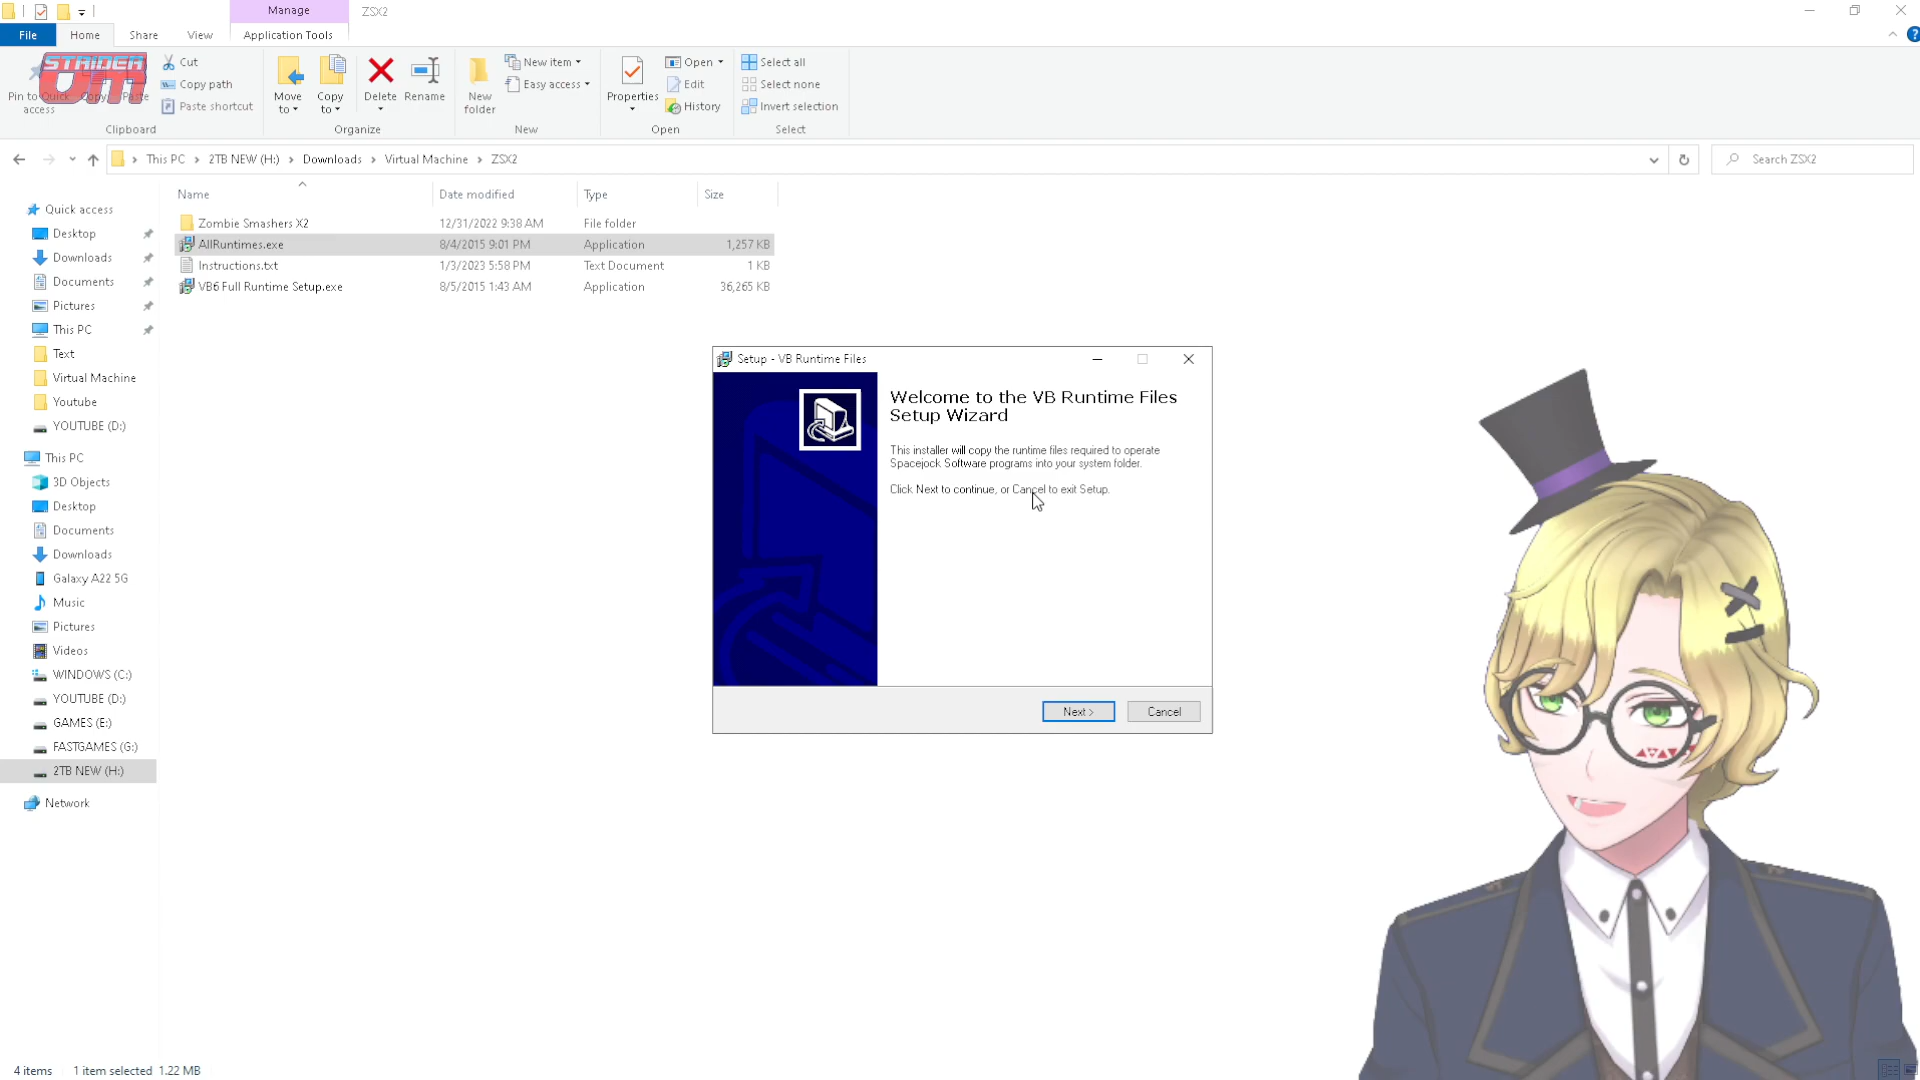 Manage
ZSX2
File
Home
Share
View
Application Tools
STRIDER
VM
Pin to Quick access
Copy
Paste
Cut
Copy path
Paste shortcut
Clipboard
Move to
Copy to
Delete
Rename
Organize
New folder
New item
Easy access
New
Properties
Open
Edit
History
Open
Select all
Select none
Invert selection
Select
This PC > 2TB NEW (H:) > Downloads > Virtual Machine > ZSX2
Search ZSX2
Name
Date modified
Type
Size
Zombie Smashers X2 12/31/2022 9:38 AM File folder
AllRuntimes.exe 8/4/2015 9:01 PM Application 1,257 KB
Instructions.txt 1/3/2023 5:58 PM Text Document 1 KB
VB6 Full Runtime Setup.exe 8/5/2015 1:43 AM Application 36,265 KB
Quick access
Desktop
Downloads
Documents
Pictures
This PC
Text
Virtual Machine
Youtube
YOUTUBE (D:)
This PC
3D Objects
Desktop
Documents
Downloads
Galaxy A22 5G
Music
Pictures
Videos
WINDOWS (C:)
YOUTUBE (D:)
GAMES (E:)
FASTGAMES (G:)
2TB NEW (H:)
Network
Setup - VB Runtime Files
Welcome to the VB Runtime Files
Setup Wizard
This installer will copy the runtime files required to operate
Spacejock Software programs into your system folder.
Click Next to continue, or Cancel to exit Setup.
Next >
Cancel
4 items
1 item selected 1.22 MB